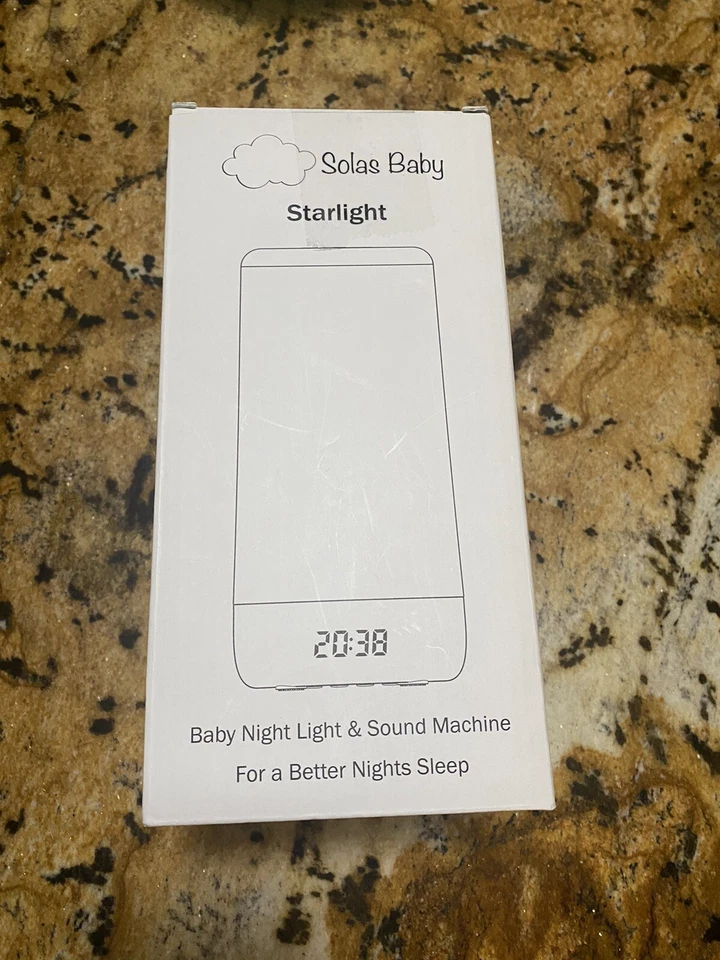 Solas Baby
Starlight
20:38
Baby Night Light & Sound Machine
For a Better Nights Sleep